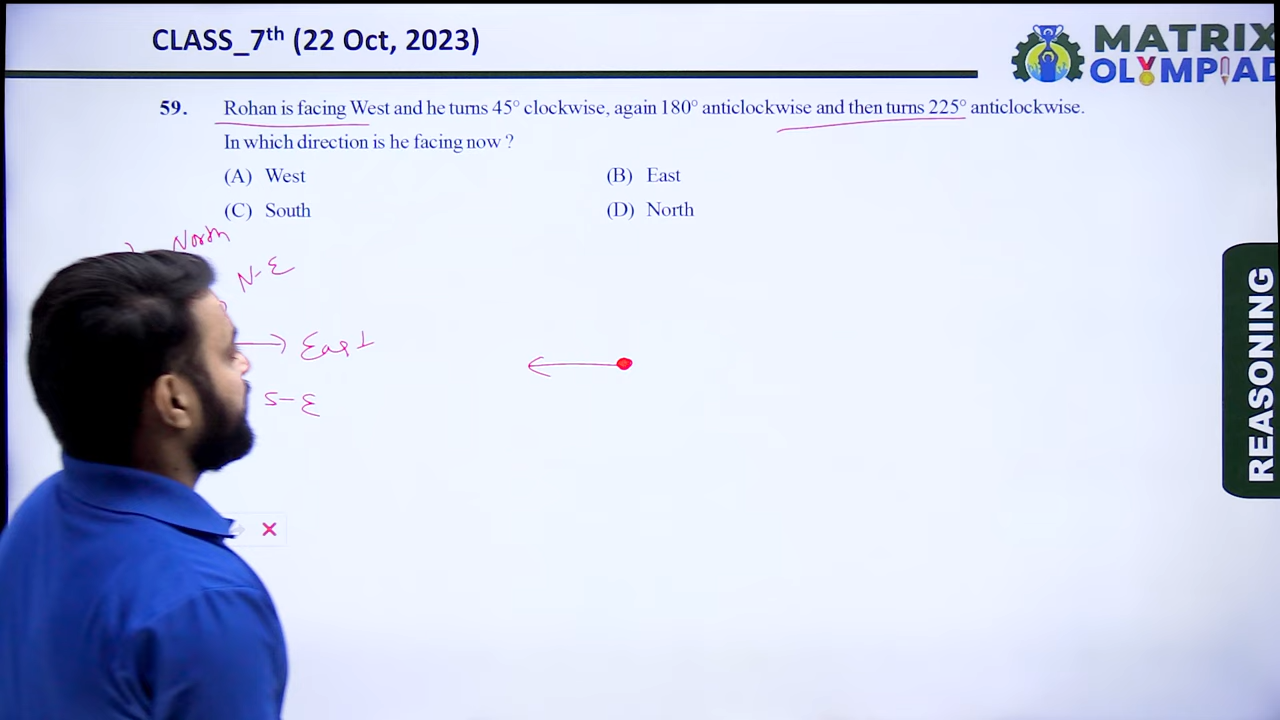 CLASS_7th (22 Oct, 2023)
MATRIX
OLYMPIAD
59. Rohan is facing West and he turns 45° clockwise, again 180° anticlockwise and then turns 225° anticlockwise.
In which direction is he facing now ?
(A) West
(B) East
(C) South
(D) North
North
N-E
East
S-E
REASONING